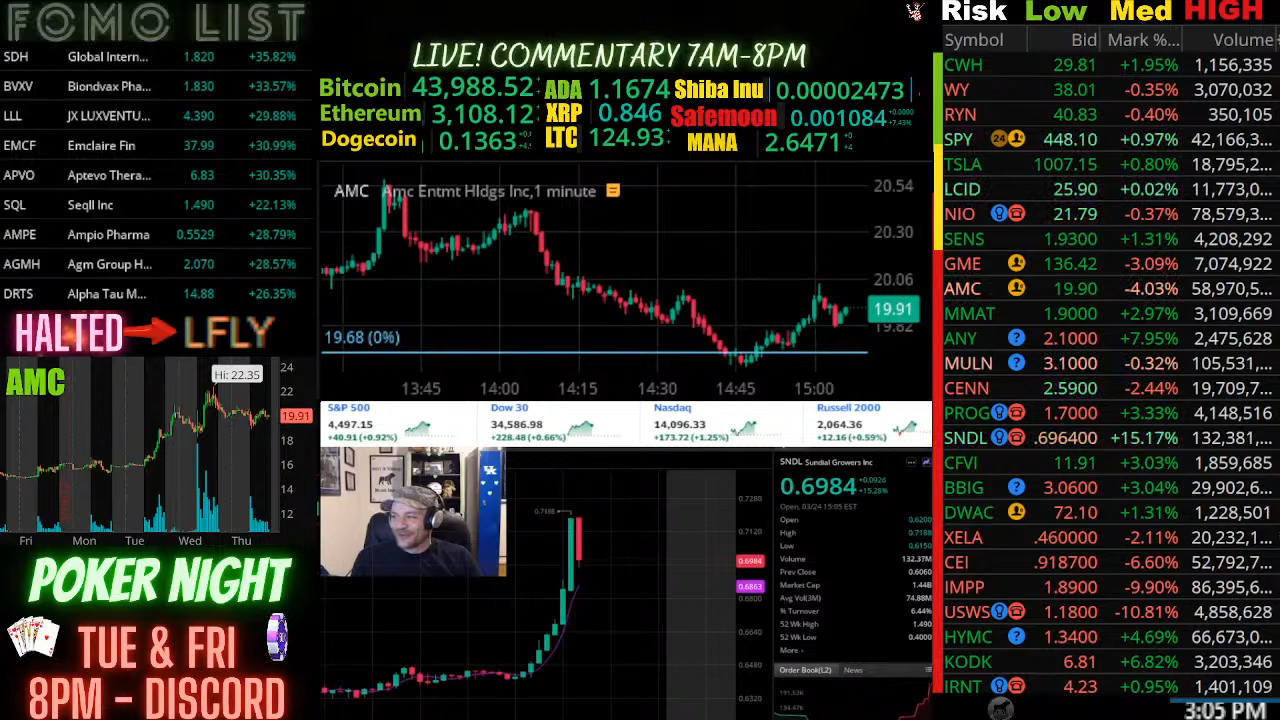 FOMO LIST
SDH Global Intern... 1.820 +35.82%
BVXV Biondvax Pha... 1.830 +33.57%
LLL JX LUXVENTU... 4.390 +29.88%
EMCF Emclaire Fin 37.99 +30.99%
APVO Aptevo Thera... 6.83 +30.35%
SQL Seqll Inc 1.490 +22.13%
AMPE Ampio Pharma 0.5529 +28.79%
AGMH Agm Group H... 2.070 +28.57%
DRTS Alpha Tau M... 14.88 +26.35%
HALTED LFLY
AMC
Hi: 22.35
24
22
19.91
18
16
14
12
Fri Mon Tue Wed Thu
POKER NIGHT
TUE & FRI
8PM – DISCORD
LIVE! COMMENTARY 7AM-8PM
Bitcoin 43,988.52 ADA 1.1674 Shiba Inu 0.00002473
Ethereum 3,108.12 XRP 0.846 Safemoon 0.001084 +7.43%
Dogecoin 0.1363 LTC 124.93 MANA 2.6471
AMC Amc Entmt Hldgs Inc,1 minute
20.54
20.30
20.06
19.91
19.82
19.68 (0%)
13:45 14:00 14:15 14:30 14:45 15:00
S&P 500 Dow 30 Nasdaq Russell 2000
4,497.15 34,586.98 14,096.33 2,064.36
+40.91 (+0.92%) +228.48 (+0.66%) +173.72 (+1.25%) +12.16 (+0.59%)
UK
0.7188
0.7280
0.7120
0.6984
0.6863
0.6800
0.6640
0.6480
0.6320
SNDL Sundial Growers Inc
0.6984 +0.0926 +15.28%
Open, 03/24 15:05 EST
Open 0.6200
High 0.7188
Low 0.6150
Volume 132.37M
Prev Close 0.6060
Market Cap 1.44B
Avg Vol(3M) 74.88M
% Turnover 6.44%
52 Wk High 1.490
52 Wk Low 0.4000
More
Order Book(L2) News
191.53K
134.47K
Risk Low Med HIGH
Symbol Bid Mark %... Volume
CWH 29.81 +1.95% 1,156,335
WY 38.01 -0.35% 3,070,032
RYN 40.83 -0.40% 350,105
SPY 24 448.10 +0.97% 42,166,3...
TSLA 1007.15 +0.80% 18,795,2...
LCID 25.90 +0.02% 11,773,0...
NIO 21.79 -0.37% 78,579,3...
SENS 1.9300 +1.31% 4,208,292
GME 136.42 -3.09% 7,074,922
AMC 19.90 -4.03% 58,970,5...
MMAT 1.9000 +2.97% 3,109,669
ANY ? 2.1000 +7.95% 2,475,628
MULN ? 3.1000 -0.32% 105,531,...
CENN 2.5900 -2.44% 19,709,7...
PROG 1.7000 +3.33% 4,148,516
SNDL .696400 +15.17% 132,381,...
CFVI 11.91 +3.03% 1,859,685
BBIG ? 3.0600 +3.04% 29,902,6...
DWAC 72.10 +1.31% 1,228,501
XELA .460000 -2.11% 20,232,1...
CEI .918700 -6.60% 52,792,7...
IMPP 1.8900 -9.90% 86,395,6...
USWS 1.1800 -10.81% 4,858,628
HYMC ? 1.3400 +4.69% 66,673,0...
KODK 6.81 +6.82% 3,203,346
IRNT 4.23 +0.95% 1,401,109
3:05 PM